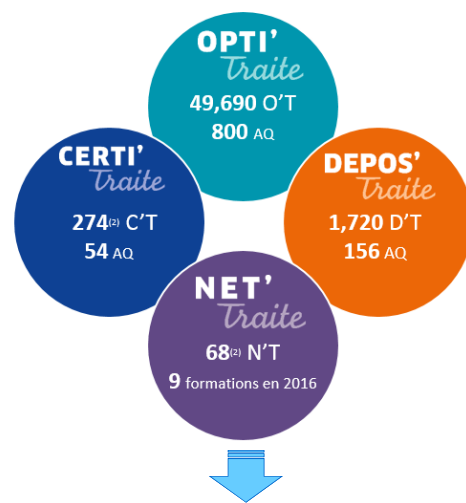 OPTI'
Traite
49,690 O'T
800 AQ
CERTI'
Traite
274(2) C'T
54 AQ
DEPOS'
Traite
1,720 D'T
156 AQ
NET'
Traite
68(2) N'T
9 formations en 2016